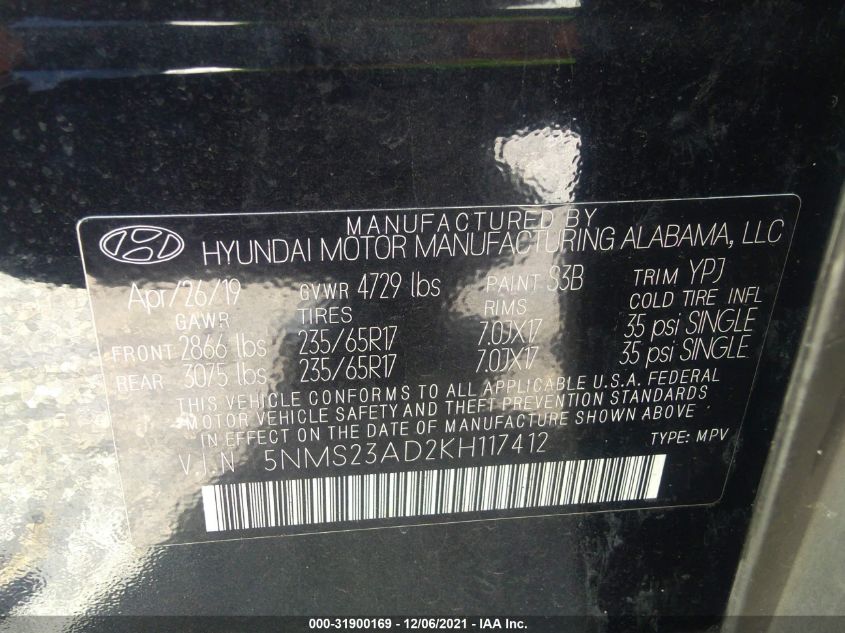 MANUFACTURED BY
HYUNDAI MOTOR MANUFACTURING ALABAMA, LLC
Apr/26/19 GVWR 4729 lbs PAINT S3B TRIM YPJ
GAWR TIRES RIMS COLD TIRE INFL
FRONT 2866 lbs 235/65R17 7.0JX17 35 psi SINGLE
REAR 3075 lbs 235/65R17 7.0JX17 35 psi SINGLE
THIS VEHICLE CONFORMS TO ALL APPLICABLE U.S.A. FEDERAL
MOTOR VEHICLE SAFETY AND THEFT PREVENTION STANDARDS
IN EFFECT ON THE DATE OF MANUFACTURE SHOWN ABOVE
V.I.N 5NMS23AD2KH117412 TYPE: MPV
000-31900169 - 12/06/2021 - IAA Inc.